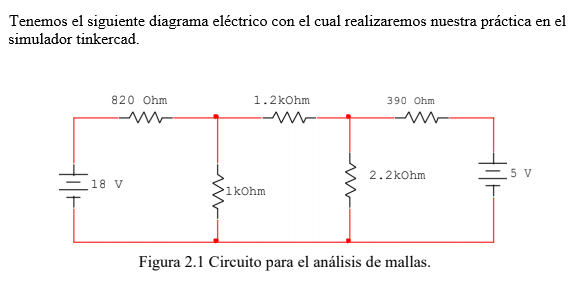 Tenemos el siguiente diagrama eléctrico con el cual realizaremos nuestra práctica en el
simulador tinkercad.
820 Ohm
1.2kOhm
390 Ohm
18 V
1kOhm
2.2kOhm
5 V
Figura 2.1 Circuito para el análisis de mallas.